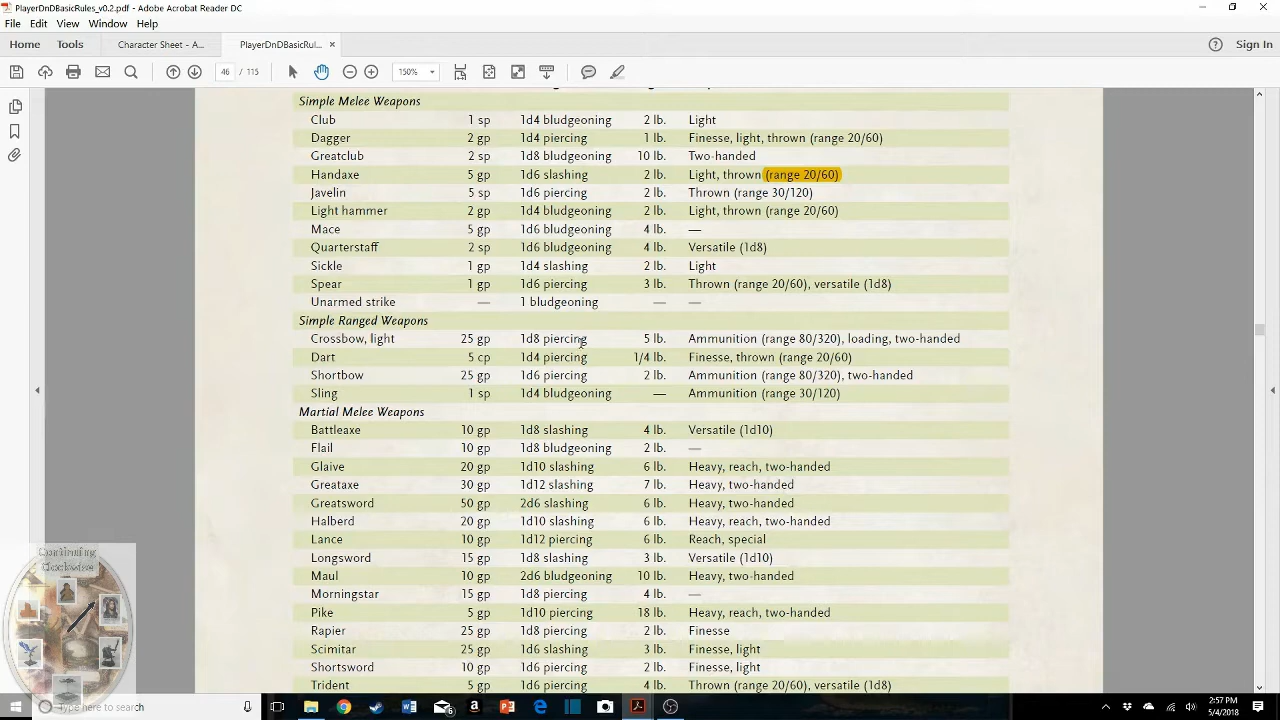 PlayerDnDBasicRules_v0.2.pdf - Adobe Acrobat Reader DC
File Edit View Window Help
Home Tools Character Sheet - A... PlayerDnDBasicRul... × Sign In
46 / 115 150%
Simple Melee Weapons
Club 1 sp 1d4 bludgeoning 2 lb. Light
Dagger 2 gp 1d4 piercing 1 lb. Finesse, light, thrown (range 20/60)
Greatclub 2 sp 1d8 bludgeoning 10 lb. Two-handed
Handaxe 5 gp 1d6 slashing 2 lb. Light, thrown (range 20/60)
Javelin 5 sp 1d6 piercing 2 lb. Thrown (range 30/120)
Light hammer 2 gp 1d4 bludgeoning 2 lb. Light, thrown (range 20/60)
Mace 5 gp 1d6 bludgeoning 4 lb. —
Quarterstaff 2 sp 1d6 bludgeoning 4 lb. Versatile (1d8)
Sickle 1 gp 1d4 slashing 2 lb. Light
Spear 1 gp 1d6 piercing 3 lb. Thrown (range 20/60), versatile (1d8)
Unarmed strike — 1 bludgeoning — —
Simple Ranged Weapons
Crossbow, light 25 gp 1d8 piercing 5 lb. Ammunition (range 80/320), loading, two-handed
Dart 5 cp 1d4 piercing 1/4 lb. Finesse, thrown (range 20/60)
Shortbow 25 gp 1d6 piercing 2 lb. Ammunition (range 80/320), two-handed
Sling 1 sp 1d4 bludgeoning — Ammunition (range 30/120)
Martial Melee Weapons
Battleaxe 10 gp 1d8 slashing 4 lb. Versatile (1d10)
Flail 10 gp 1d8 bludgeoning 2 lb. —
Glaive 20 gp 1d10 slashing 6 lb. Heavy, reach, two-handed
Greataxe 30 gp 1d12 slashing 7 lb. Heavy, two-handed
Greatsword 50 gp 2d6 slashing 6 lb. Heavy, two-handed
Halberd 20 gp 1d10 slashing 6 lb. Heavy, reach, two-handed
Lance 10 gp 1d12 piercing 6 lb. Reach, special
Longsword 15 gp 1d8 slashing 3 lb. Versatile (1d10)
Maul 10 gp 2d6 bludgeoning 10 lb. Heavy, two-handed
Morningstar 15 gp 1d8 piercing 4 lb. —
Pike 5 gp 1d10 piercing 18 lb. Heavy, reach, two-handed
Rapier 25 gp 1d8 piercing 2 lb. Finesse
Scimitar 25 gp 1d6 slashing 3 lb. Finesse, light
Shortsword 10 gp 1d6 piercing 2 lb. Finesse, light
Trident 5 gp 1d6 piercing 4 lb. Thrown (range 20/60), versatile (1d8)
Continuing
Clockwise
Type here to search
2:57 PM
5/4/2018